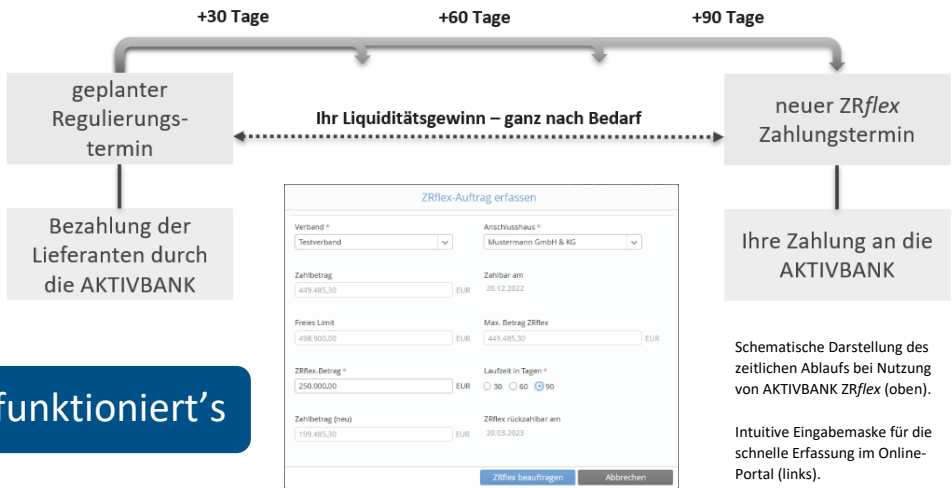 +30 Tage
+60 Tage
+90 Tage
geplanter
Regulierungs-
termin
Ihr Liquiditätsgewinn – ganz nach Bedarf
neuer ZRflex
Zahlungstermin
Bezahlung der
Lieferanten durch
die AKTIVBANK
Ihre Zahlung an die
AKTIVBANK
ZRflex-Auftrag erfassen
Verband *
Anschlusshaus *
Testverband
Mustermann GmbH & KG
Zahlbetrag
Zahlbar am
449.485,30 EUR
20.12.2022
Freies Limit
Max. Betrag ZRflex
498.900,00 EUR
449.485,30 EUR
ZRflex-Betrag *
Laufzeit in Tagen *
250.000,00 EUR
30 60 90
Zahlbetrag (neu)
ZRflex rückzahlbar am
199.485,30 EUR
20.03.2023
ZRflex beauftragen
Abbrechen
funktioniert's
Schematische Darstellung des
zeitlichen Ablaufs bei Nutzung
von AKTIVBANK ZRflex (oben).
Intuitive Eingabemaske für die
schnelle Erfassung im Online-
Portal (links).